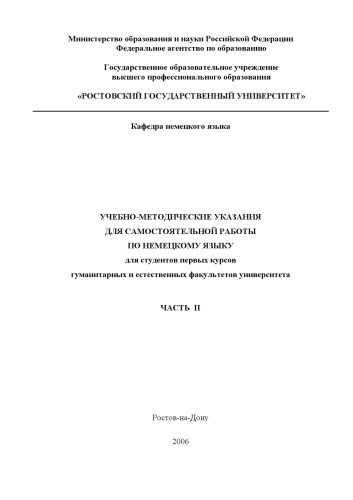 Министерство образования и науки Российской Федерации
Федеральное агентство по образованию
Государственное образовательное учреждение
высшего профессионального образования
«РОСТОВСКИЙ ГОСУДАРСТВЕННЫЙ УНИВЕРСИТЕТ»
Кафедра немецкого языка
УЧЕБНО-МЕТОДИЧЕСКИЕ УКАЗАНИЯ
ДЛЯ САМОСТОЯТЕЛЬНОЙ РАБОТЫ
ПО НЕМЕЦКОМУ ЯЗЫКУ
для студентов первых курсов
гуманитарных и естественных факультетов университета
ЧАСТЬ II
Ростов-на-Дону
2006